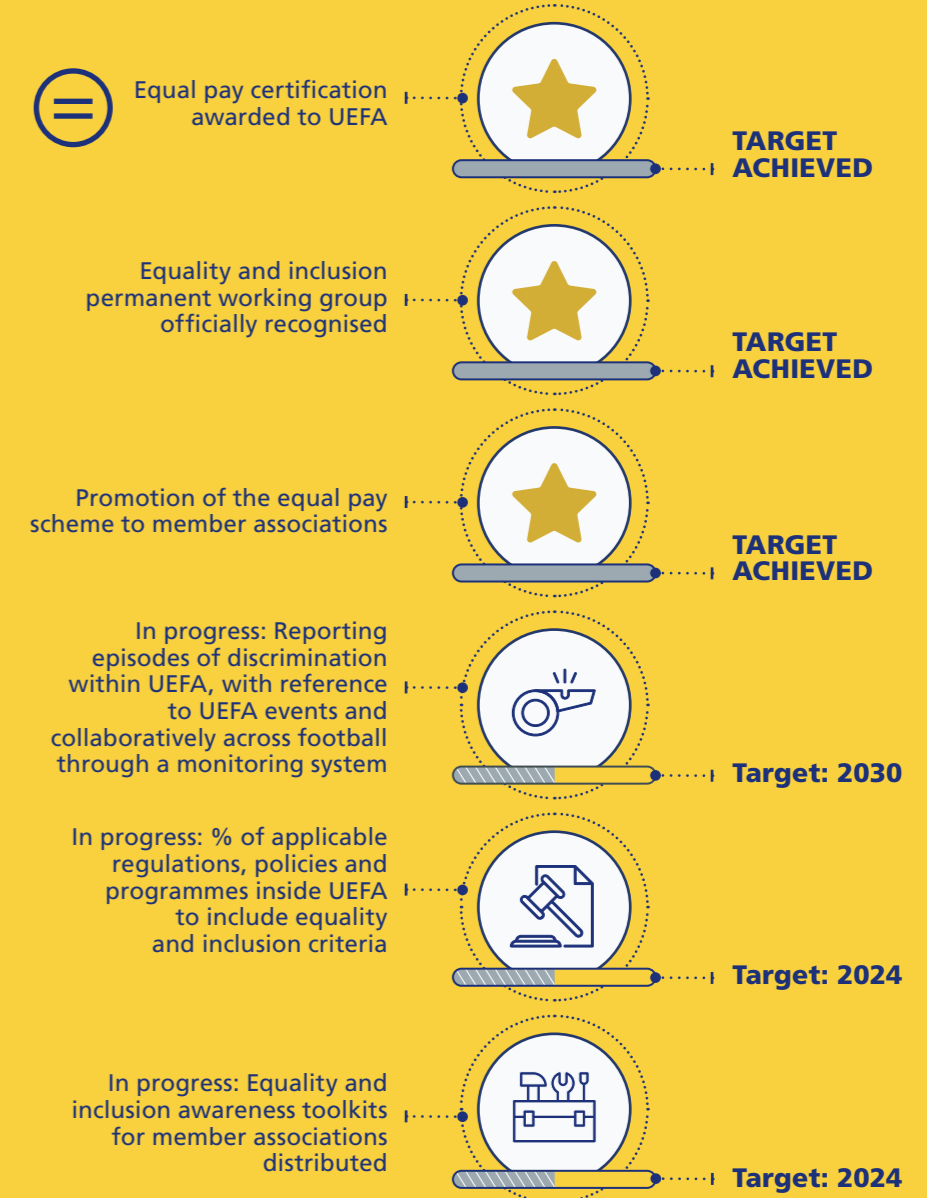 Equal pay certification
awarded to UEFA
TARGET
ACHIEVED
Equality and inclusion
permanent working group
officially recognised
TARGET
ACHIEVED
Promotion of the equal pay
scheme to member associations
TARGET
ACHIEVED
In progress: Reporting
episodes of discrimination
within UEFA, with reference
to UEFA events and
collaboratively across football
through a monitoring system
Target: 2030
In progress: % of applicable
regulations, policies and
programmes inside UEFA
to include equality
and inclusion criteria
Target: 2024
In progress: Equality and
inclusion awareness toolkits
for member associations
distributed
Target: 2024